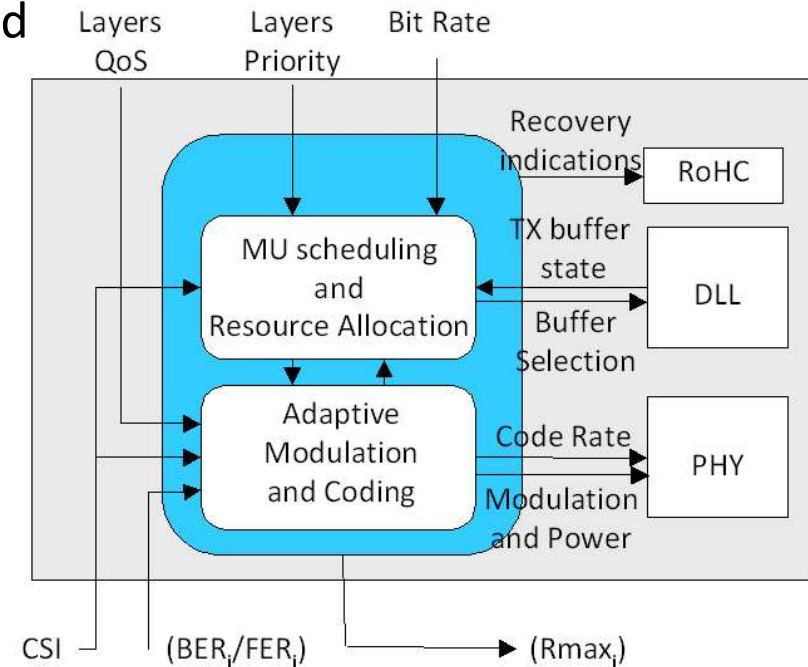 d
Layers
QoS
Layers
Priority
Bit Rate
Recovery
indications
RoHC
TX buffer
state
MU scheduling
and
Resource Allocation
DLL
Buffer
Selection
Adaptive
Modulation
and Coding
Code Rate
PHY
Modulation
and Power
CSI
(BERi/FERi)
(Rmaxi)